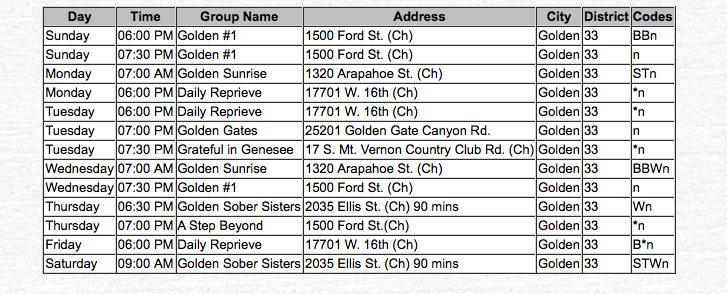 Day Time Group Name Address City District Codes
Sunday 06:00 PM Golden #1 1500 Ford St. (Ch) Golden 33 BBn
Sunday 07:30 PM Golden #1 1500 Ford St. (Ch) Golden 33 n
Monday 07:00 AM Golden Sunrise 1320 Arapahoe St. (Ch) Golden 33 STn
Monday 06:00 PM Daily Reprieve 17701 W. 16th (Ch) Golden 33 *n
Tuesday 06:00 PM Daily Reprieve 17701 W. 16th (Ch) Golden 33 *n
Tuesday 07:00 PM Golden Gates 25201 Golden Gate Canyon Rd. Golden 33 n
Tuesday 07:30 PM Grateful in Genesee 17 S. Mt. Vernon Country Club Rd. (Ch) Golden 33 *n
Wednesday 07:00 AM Golden Sunrise 1320 Arapahoe St. (Ch) Golden 33 BBWn
Wednesday 07:30 PM Golden #1 1500 Ford St. (Ch) Golden 33 n
Thursday 06:30 PM Golden Sober Sisters 2035 Ellis St. (Ch) 90 mins Golden 33 Wn
Thursday 07:00 PM A Step Beyond 1500 Ford St.(Ch) Golden 33 *n
Friday 06:00 PM Daily Reprieve 17701 W. 16th (Ch) Golden 33 B*n
Saturday 09:00 AM Golden Sober Sisters 2035 Ellis St. (Ch) 90 mins Golden 33 STWn